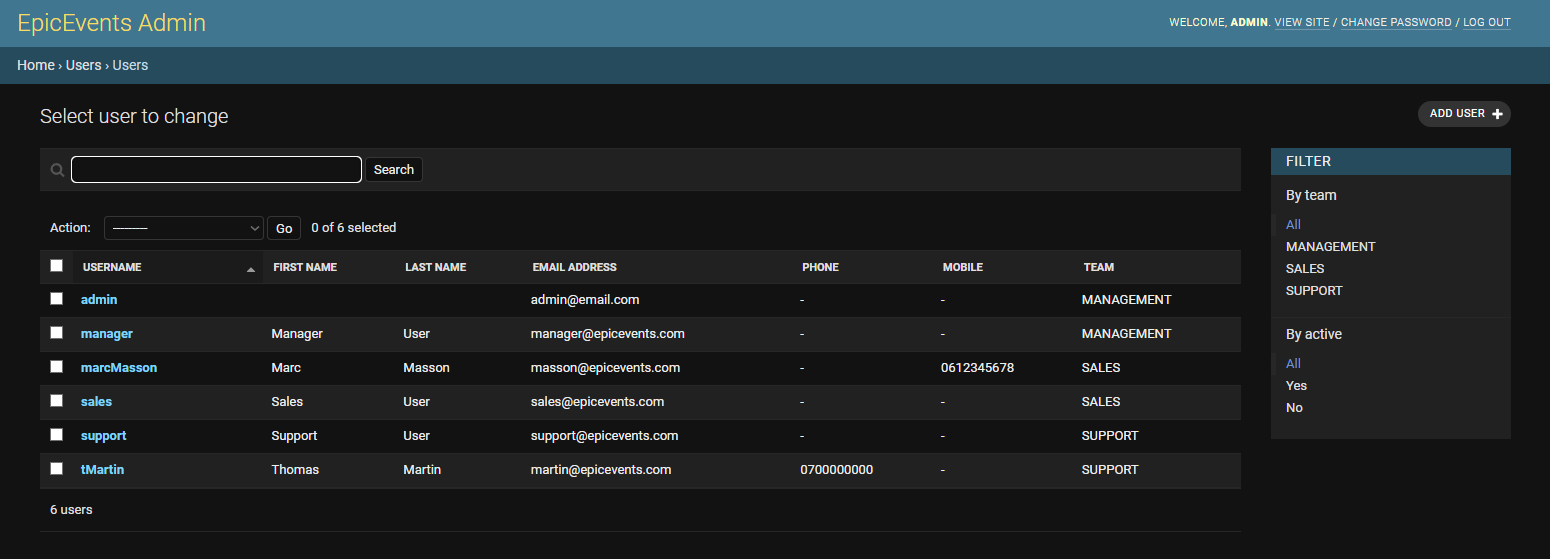 EpicEvents Admin
WELCOME, ADMIN. VIEW SITE / CHANGE PASSWORD / LOG OUT
Home › Users › Users
Select user to change
ADD USER +
Search
Action: --------- Go 0 of 6 selected
USERNAME FIRST NAME LAST NAME EMAIL ADDRESS PHONE MOBILE TEAM
admin admin@email.com - - MANAGEMENT
manager Manager User manager@epicevents.com - - MANAGEMENT
marcMasson Marc Masson masson@epicevents.com - 0612345678 SALES
sales Sales User sales@epicevents.com - - SALES
support Support User support@epicevents.com - - SUPPORT
tMartin Thomas Martin martin@epicevents.com 0700000000 - SUPPORT
6 users
FILTER
By team
All
MANAGEMENT
SALES
SUPPORT
By active
All
Yes
No